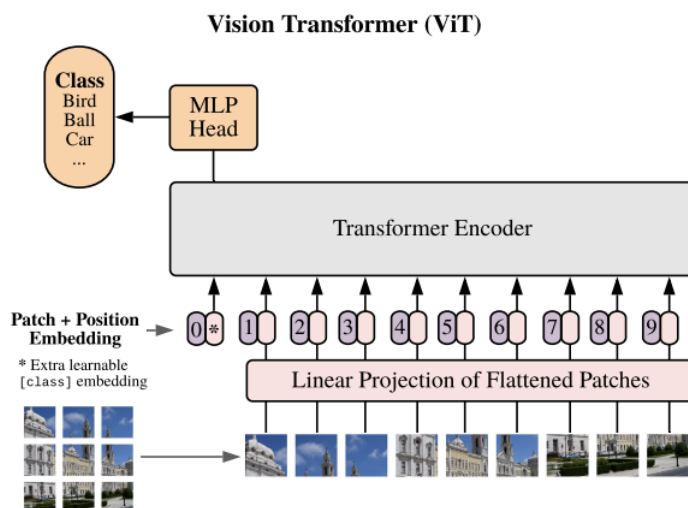 Vision Transformer (ViT)
Class
Bird
Ball
Car
...
MLP
Head
Transformer Encoder
Patch + Position
Embedding
0 * 1 2 3 4 5 6 7 8 9
* Extra learnable
[class] embedding
Linear Projection of Flattened Patches